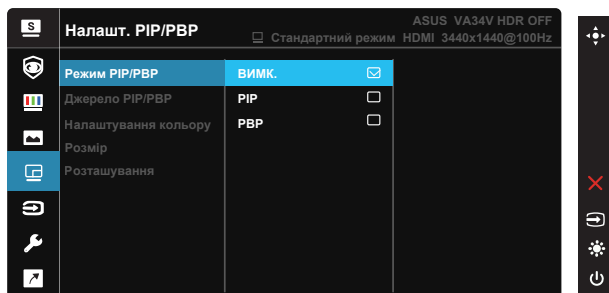 S
Налашт. PIP/PBP
ASUS VA34V HDR OFF
Стандартний режим HDMI 3440x1440@100Hz
Режим PIP/PBP
ВИМК.
Джерело PIP/PBP
PIP
Налаштування кольору
PBP
Розмір
Розташування